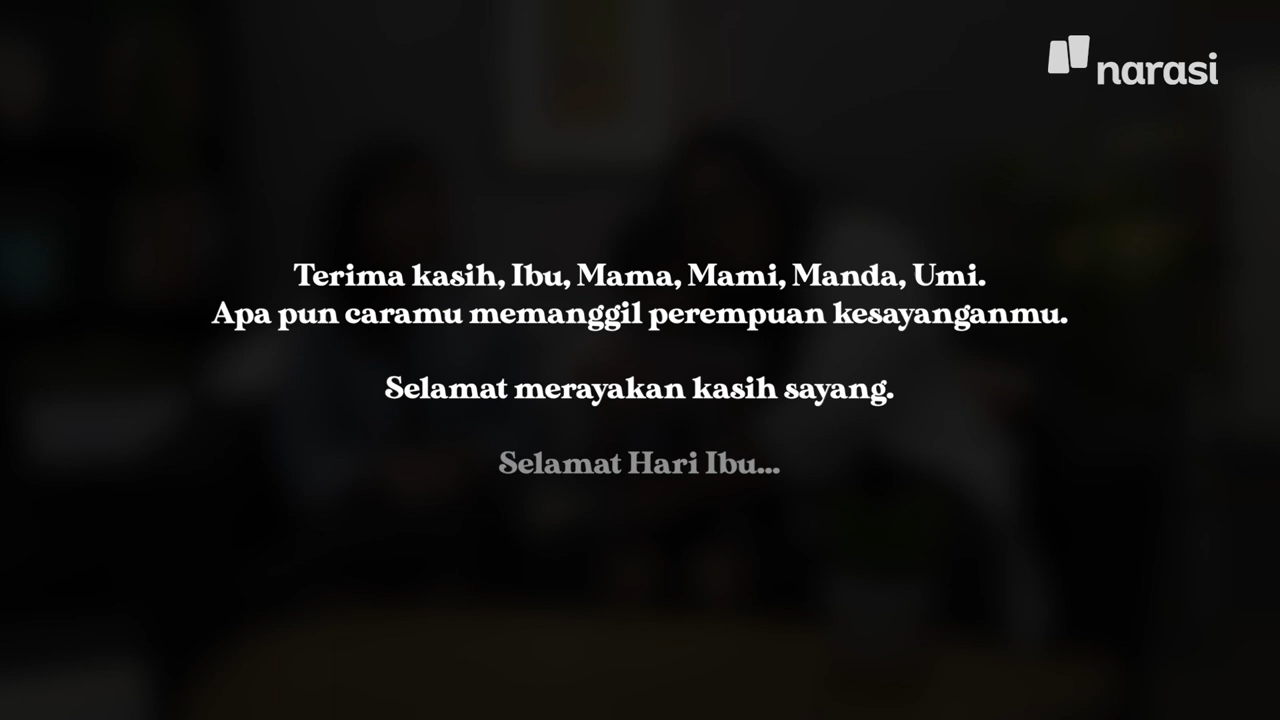 narasi
Terima kasih, Ibu, Mama, Mami, Manda, Umi.
Apa pun caramu memanggil perempuan kesayanganmu.
Selamat merayakan kasih sayang.
Selamat Hari Ibu...